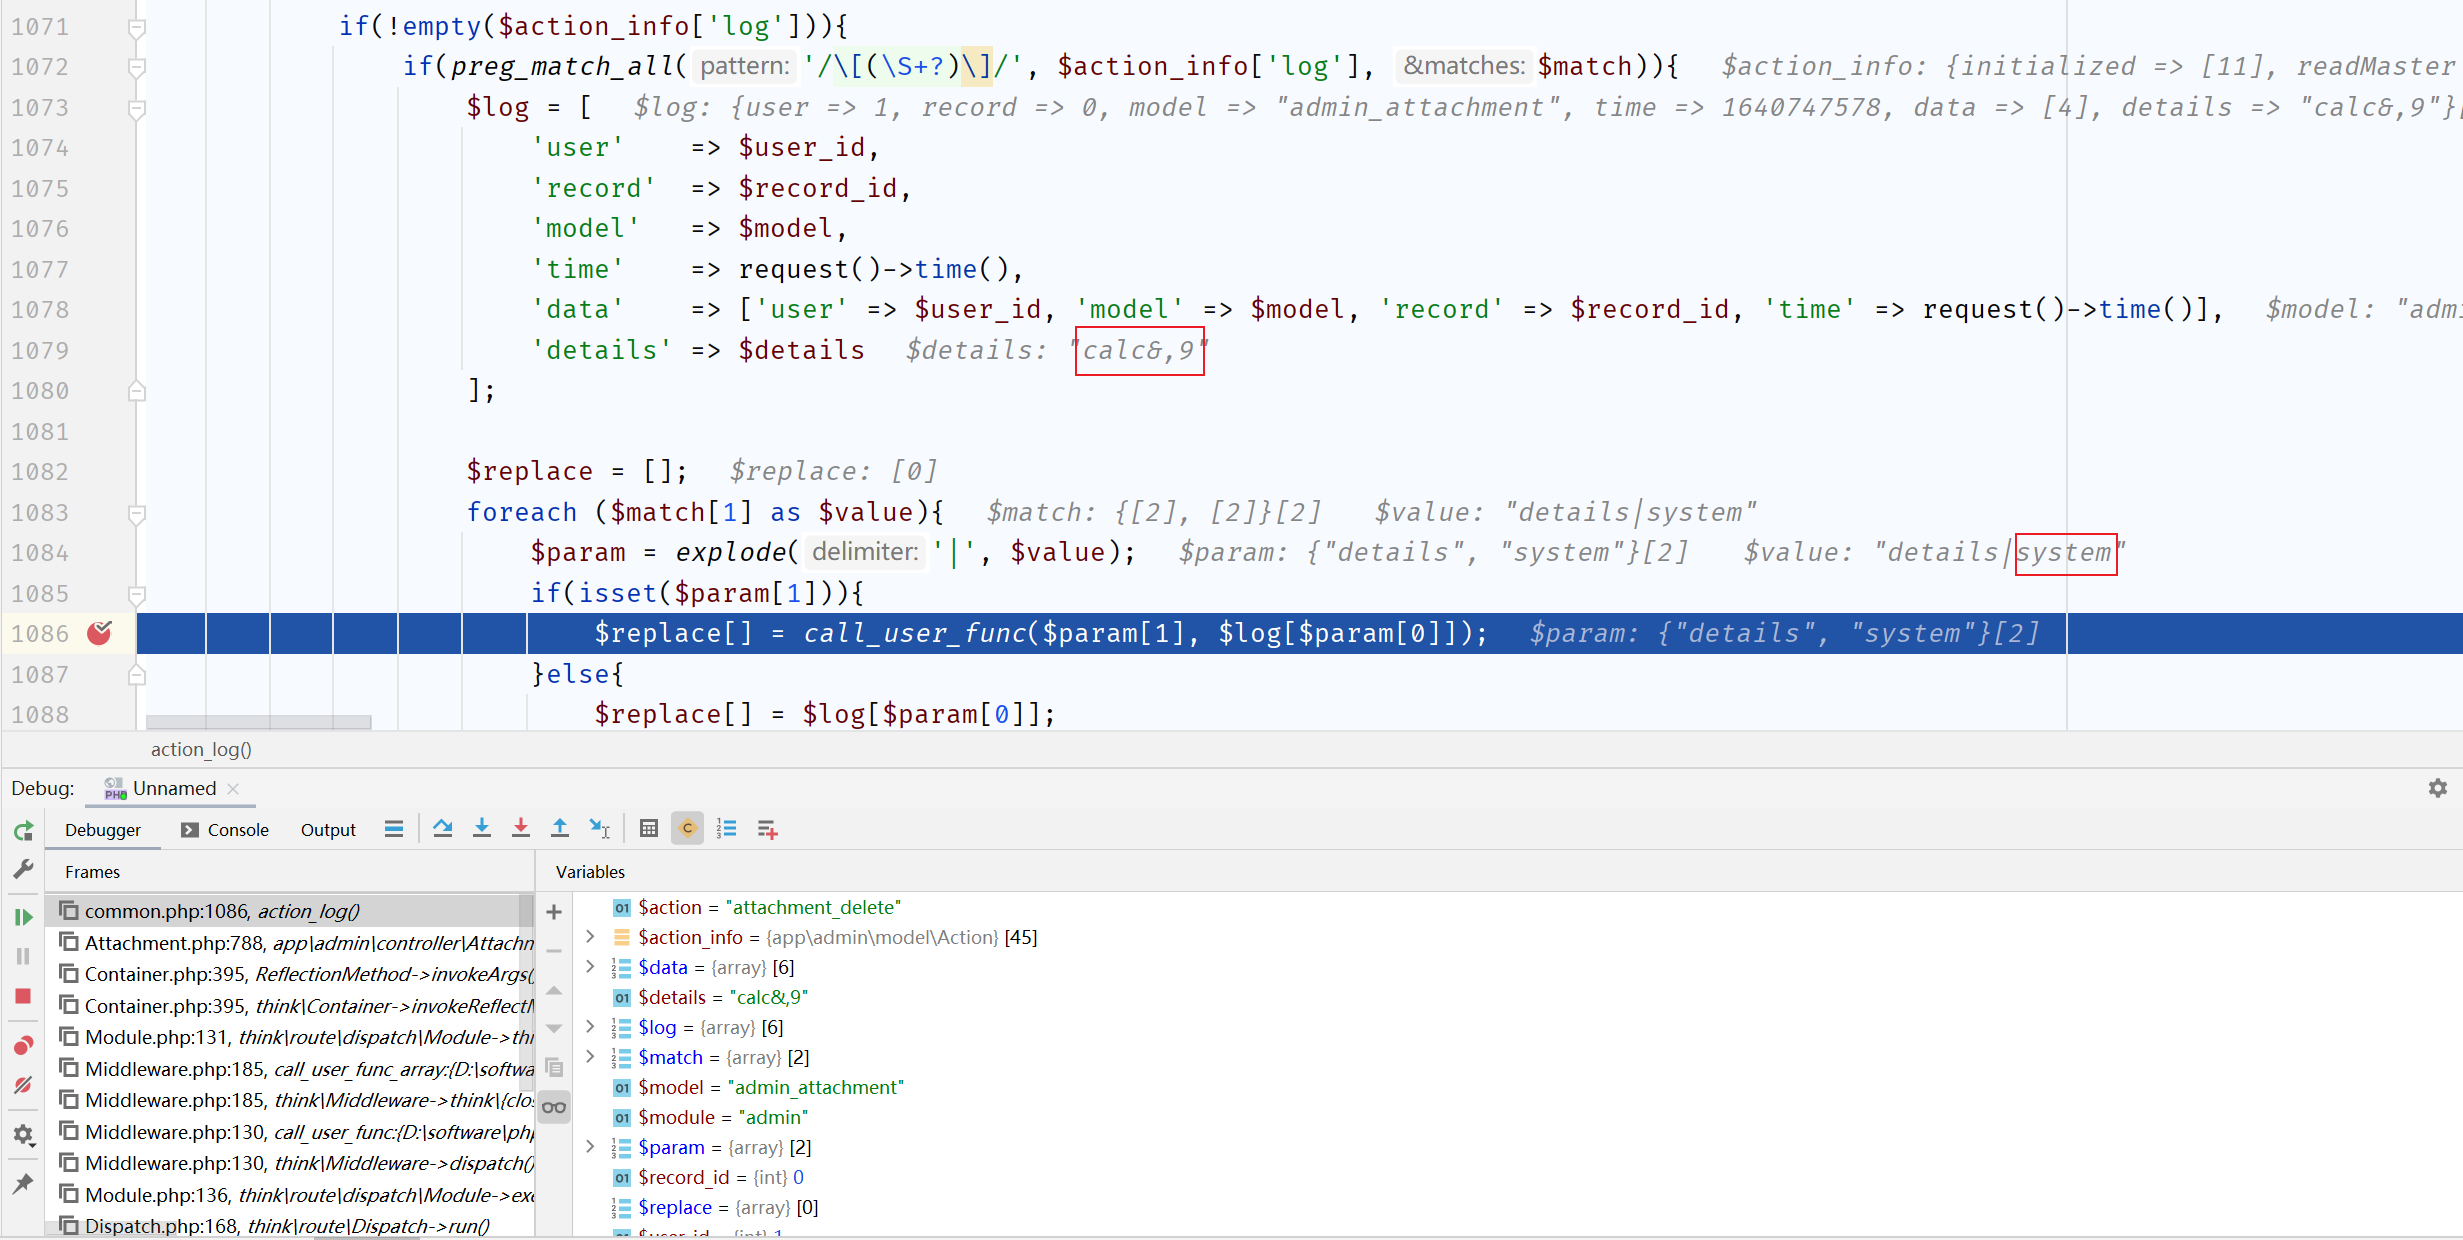 1071 if(!empty($action_info['log'])){
1072 if(preg_match_all( pattern: '/\[(\S+?)\]/', $action_info['log'], &matches: $match)){ $action_info: {initialized => [11], readMaster
1073 $log = [ $log: {user => 1, record => 0, model => "admin_attachment", time => 1640747578, data => [4], details => "calc&,9"}[
1074 'user' => $user_id,
1075 'record' => $record_id,
1076 'model' => $model,
1077 'time' => request()->time(),
1078 'data' => ['user' => $user_id, 'model' => $model, 'record' => $record_id, 'time' => request()->time()], $model: "admi
1079 'details' => $details $details: "calc&,9"
1080 ];
1081
1082 $replace = []; $replace: [0]
1083 foreach ($match[1] as $value){ $match: {[2], [2]}[2] $value: "details|system"
1084 $param = explode( delimiter: '|', $value); $param: {"details", "system"}[2] $value: "details|system"
1085 if(isset($param[1])){
1086 $replace[] = call_user_func($param[1], $log[$param[0]]); $param: {"details", "system"}[2]
1087 }else{
1088 $replace[] = $log[$param[0]];
action_log()
Debug: Unnamed
Debugger Console Output
Frames
common.php:1086, action_log()
Attachment.php:788, app\admin\controller\Attachm
Container.php:395, ReflectionMethod->invokeArgs()
Container.php:395, think\Container->invokeReflectM
Module.php:131, think\route\dispatch\Module->thi
Middleware.php:185, call_user_func_array:{D:\softwa
Middleware.php:185, think\Middleware->think\{clos
Middleware.php:130, call_user_func:{D:\software\php
Middleware.php:130, think\Middleware->dispatch()
Module.php:136, think\route\dispatch\Module->exe
Dispatch.php:168, think\route\Dispatch->run()
Variables
$action = "attachment_delete"
$action_info = {app\admin\model\Action} [45]
$data = {array} [6]
$details = "calc&,9"
$log = {array} [6]
$match = {array} [2]
$model = "admin_attachment"
$module = "admin"
$param = {array} [2]
$record_id = {int} 0
$replace = {array} [0]
$user_id = {int} 1